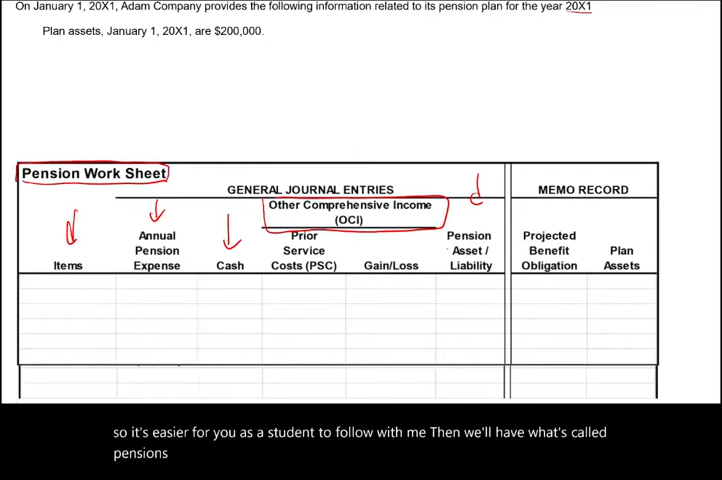 On January 1, 20X1, Adam Company provides the following information related to its pension plan for the year 20X1
Plan assets, January 1, 20X1, are $200,000.
Pension Work Sheet
GENERAL JOURNAL ENTRIES
MEMO RECORD
Other Comprehensive Income
(OCI)
Items
Annual
Pension
Expense
Cash
Prior
Service
Costs (PSC)
Gain/Loss
Pension
Asset /
Liability
Projected
Benefit
Obligation
Plan
Assets
so it's easier for you as a student to follow with me Then we'll have what's called
pensions